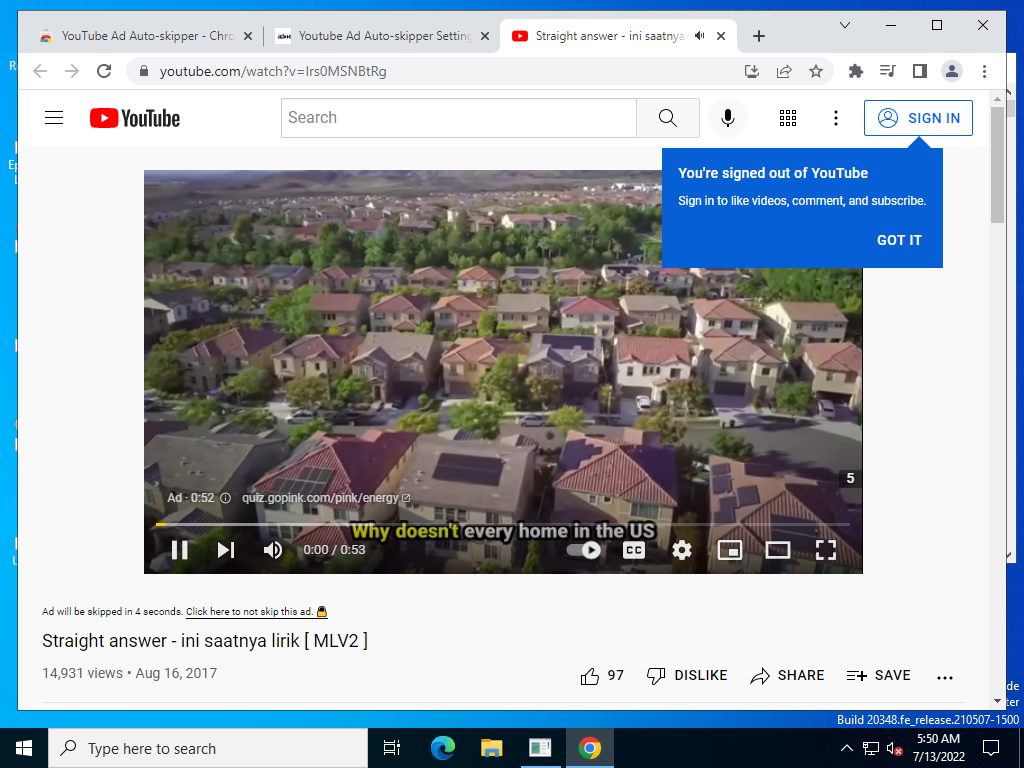 YouTube Ad Auto-skipper - Chro
Youtube Ad Auto-skipper Setting
Straight answer - ini saatnya
youtube.com/watch?v=Irs0MSNBtRg
YouTube
Search
SIGN IN
You're signed out of YouTube
Sign in to like videos, comment, and subscribe.
GOT IT
5
Ad · 0:52
quiz.gopink.com/pink/energy
Why doesn't every home in the US
0:00 / 0:53
CC
Ad will be skipped in 4 seconds. Click here to not skip this ad.
Straight answer - ini saatnya lirik [ MLV2 ]
14,931 views • Aug 16, 2017
97
DISLIKE
SHARE
SAVE
Build 20348.fe_release.210507-1500
Type here to search
5:50 AM
7/13/2022